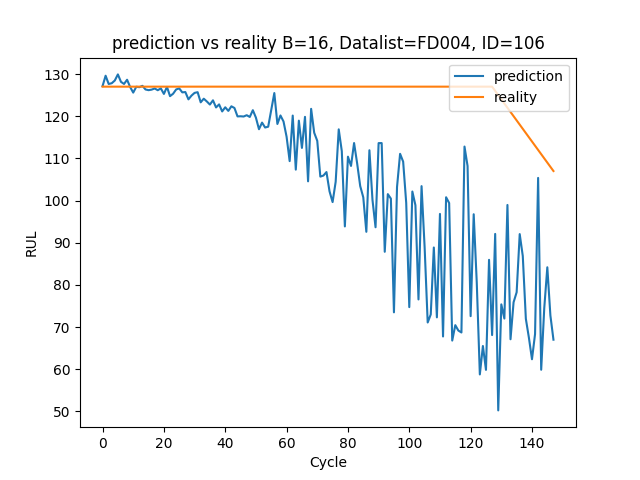 prediction vs reality B=16, Datalist=FD004, ID=106
prediction
reality
RUL
130
120
110
100
90
80
70
60
50
0 20 40 60 80 100 120 140
Cycle